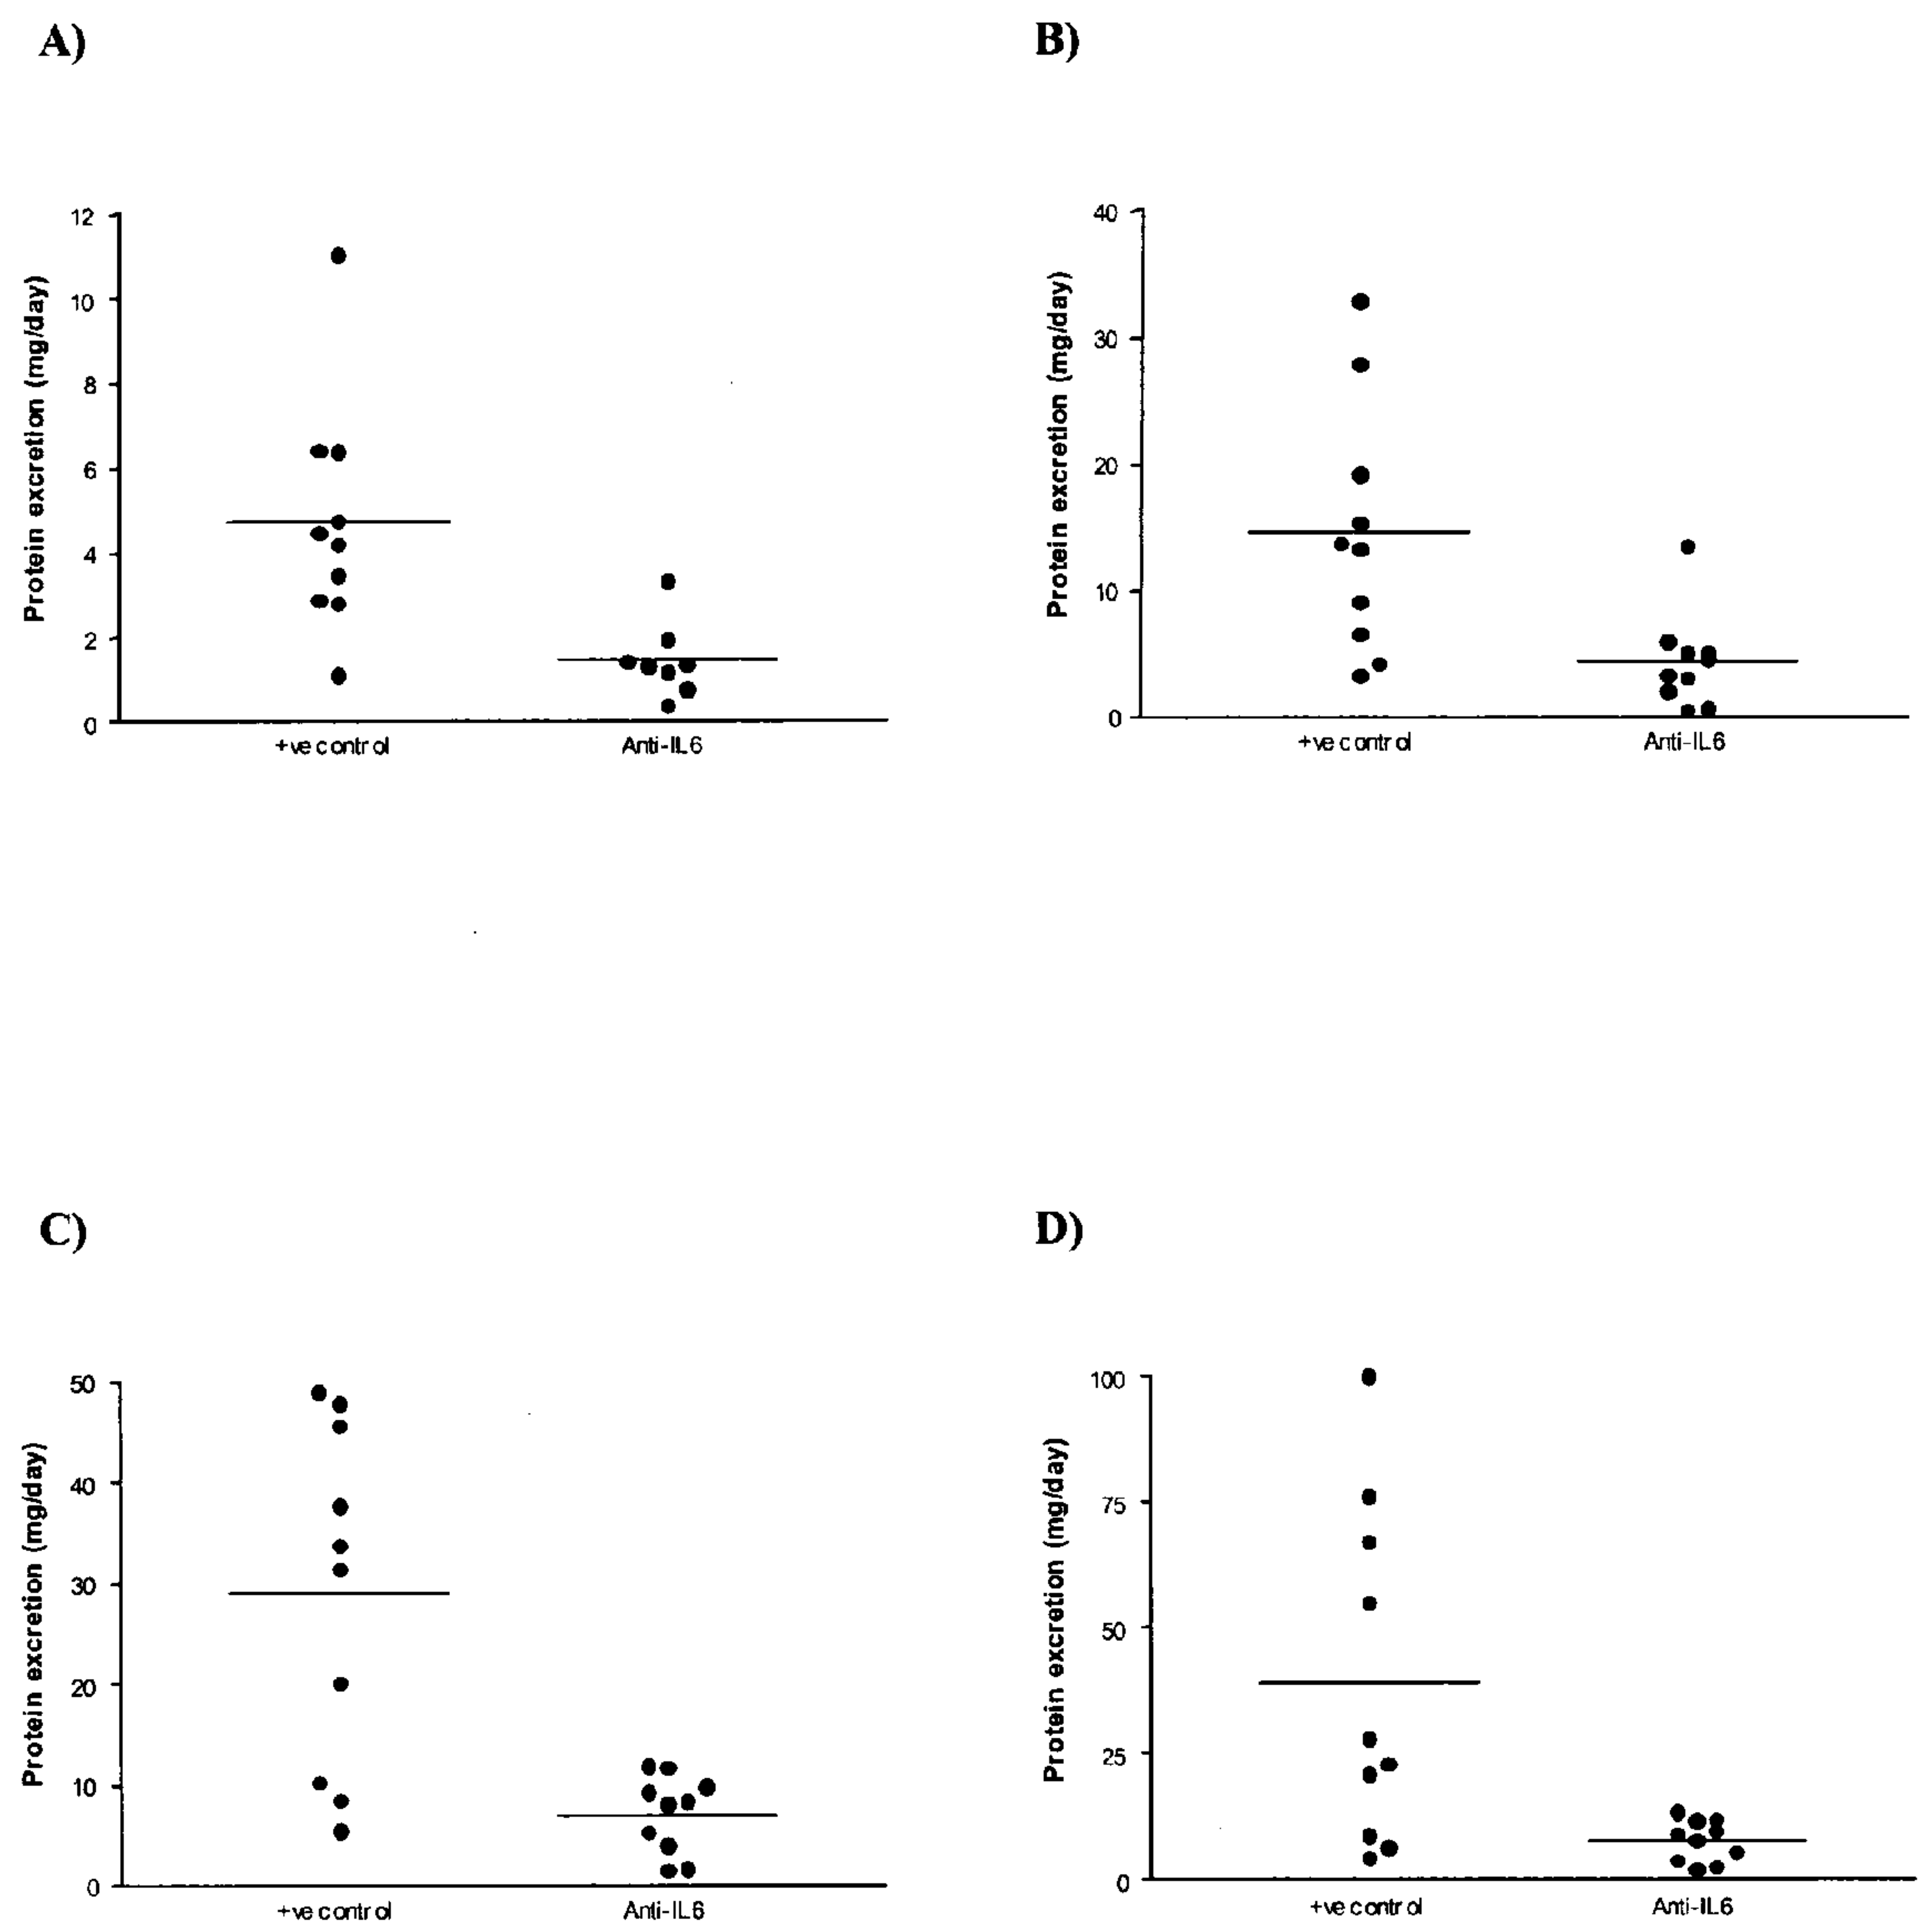 A)
B)
Protein excretion (mg/day)
12
10
8
6
4
2
0
+ve control
Anti-IL6
Protein excretion (mg/day)
40
30
20
10
0
+ve control
Anti-IL6
C)
D)
Protein excretion (mg/day)
50
40
30
20
10
0
+ve control
Anti-IL6
Protein excretion (mg/day)
100
75
50
25
0
+ve control
Anti-IL6